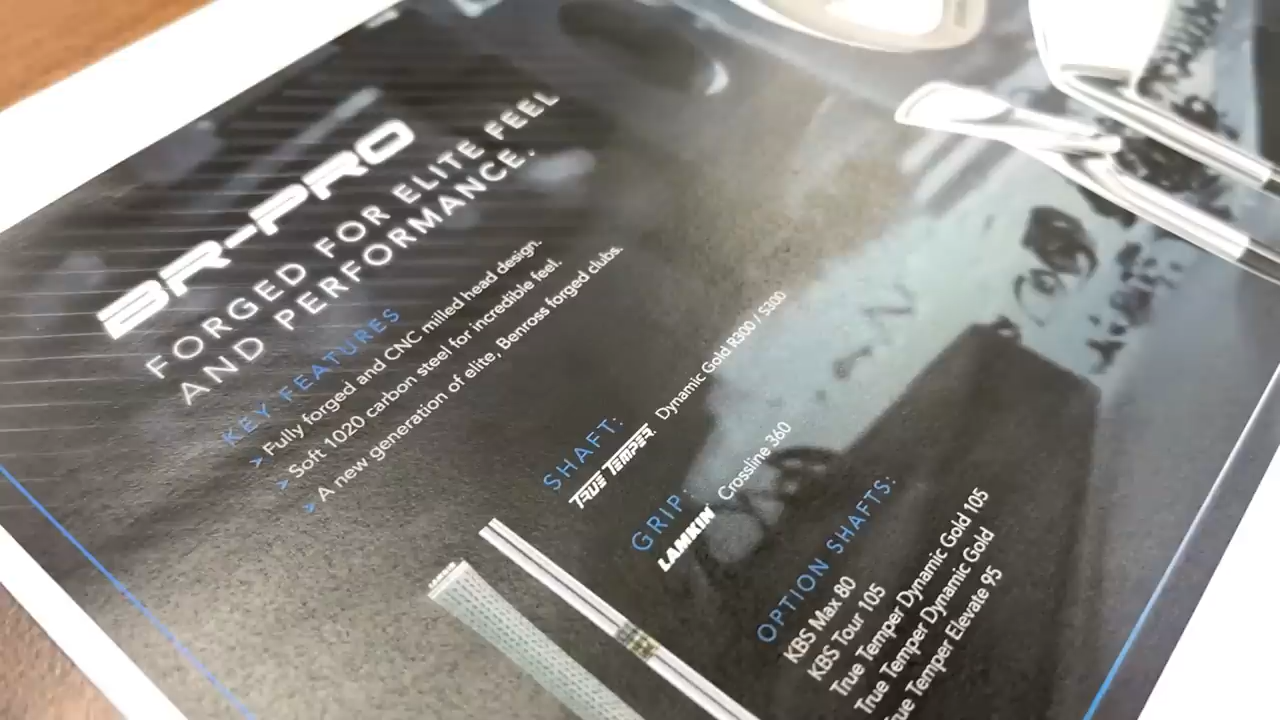 BR-PRO
FORGED FOR ELITE FEEL
AND PERFORMANCE.
KEY FEATURES
> Fully forged and CNC milled head design.
> Soft 1020 carbon steel for incredible feel.
> A new generation of elite, Benross forged clubs.
SHAFT:
TRUE TEMPER. Dynamic Gold R300 / S300
GRIP:
LAMKIN Crossline 360
OPTION SHAFTS:
KBS Max 80
KBS Tour 105
True Temper Dynamic Gold 105
True Temper Dynamic Gold
True Temper Elevate 95
LAMKIN